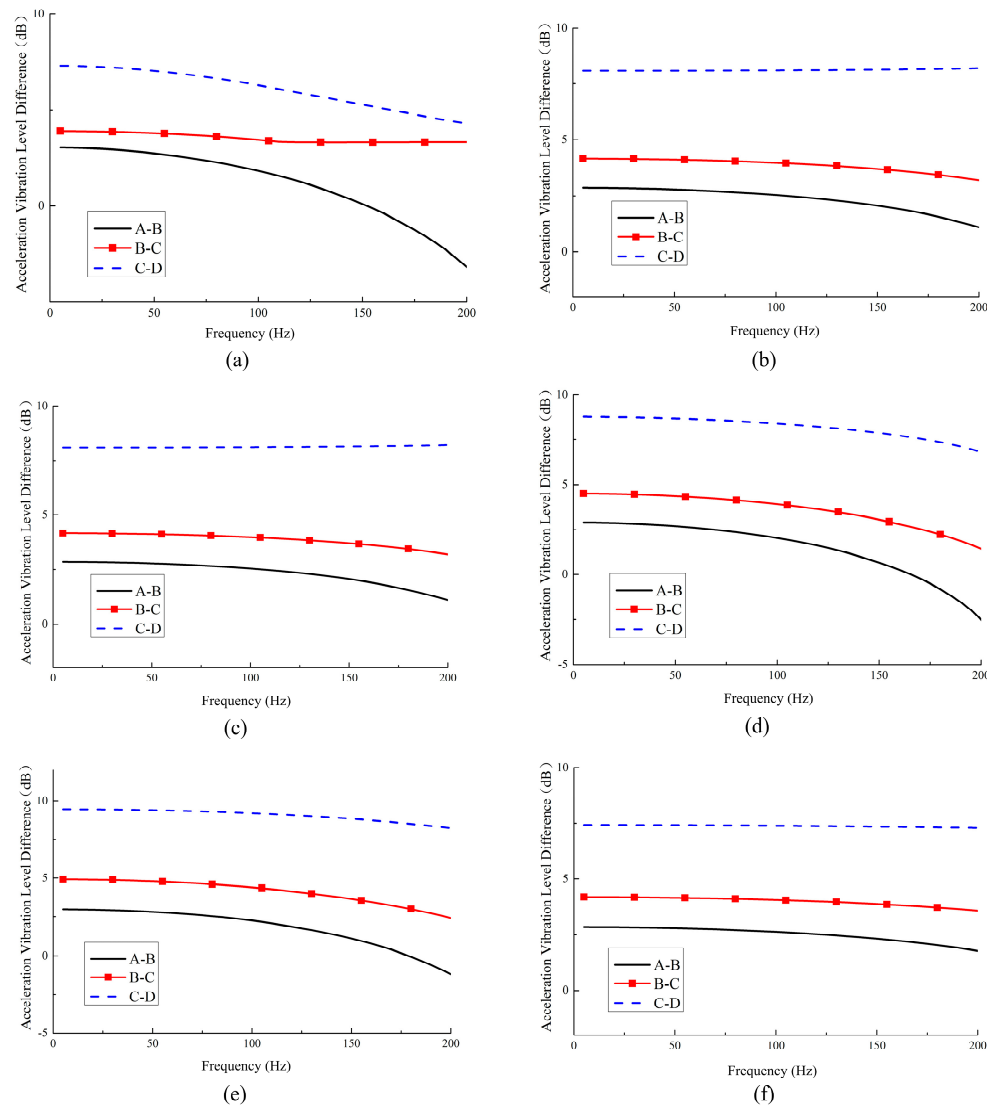 10
0
Acceleration Vibration Level Difference（dB）
A-B
B-C
C-D
0 50 100 150 200
Frequency (Hz)
(a)
10
5
0
Acceleration Vibration Level Difference（dB）
A-B
B-C
C-D
0 50 100 150 200
Frequency (Hz)
(b)
10
5
0
Acceleration Vibration Level Difference（dB）
A-B
B-C
C-D
0 50 100 150 200
Frequency (Hz)
(c)
10
5
0
-5
Acceleration Vibration Level Difference（dB）
A-B
B-C
C-D
0 50 100 150 200
Frequency (Hz)
(d)
10
5
-0
-5
Acceleration Vibration Level Difference（dB）
A-B
B-C
C-D
0 50 100 150 200
Frequency (Hz)
(e)
10
5
0
Acceleration Vibration Level Difference（dB）
A-B
B-C
C-D
0 50 100 150 200
Frequency (Hz)
(f)